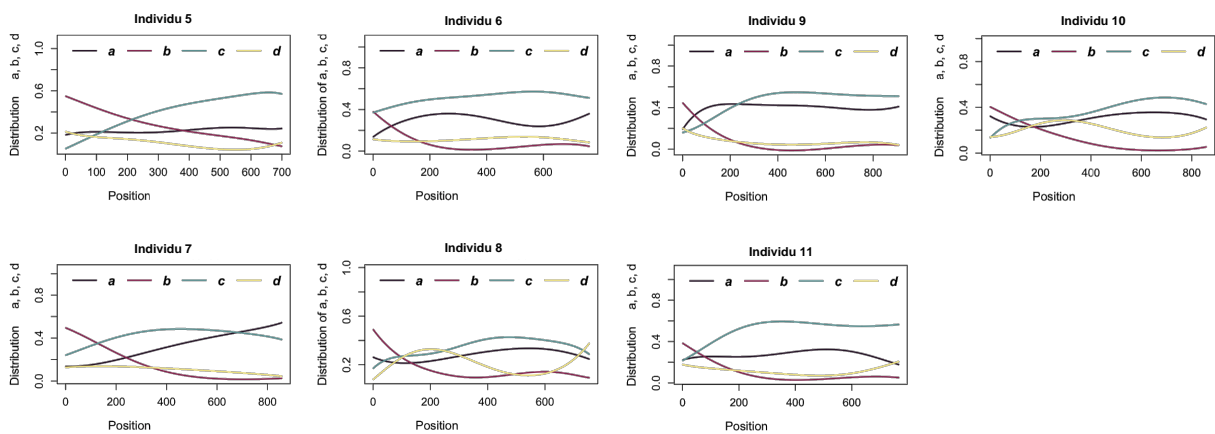 Individu 5
Distribution a, b, c, d
1.0
0.6
0.2
a b c d
0 100 200 300 400 500 600 700
Position
Individu 6
Distribution of a, b, c, d
0.8
0.4
0.0
a b c d
0 200 400 600
Position
Individu 9
Distribution a, b, c, d
0.8
0.4
0.0
a b c d
0 200 400 600 800
Position
Individu 10
Distribution a, b, c, d
0.8
0.4
0.0
a b c d
0 200 400 600 800
Position
Individu 7
Distribution a, b, c, d
0.8
0.4
0.0
a b c d
0 200 400 600 800
Position
Individu 8
Distribution of a, b, c, d
1.0
0.6
0.2
a b c d
0 200 400 600
Position
Individu 11
Distribution a, b, c, d
0.8
0.4
0.0
a b c d
0 200 400 600
Position